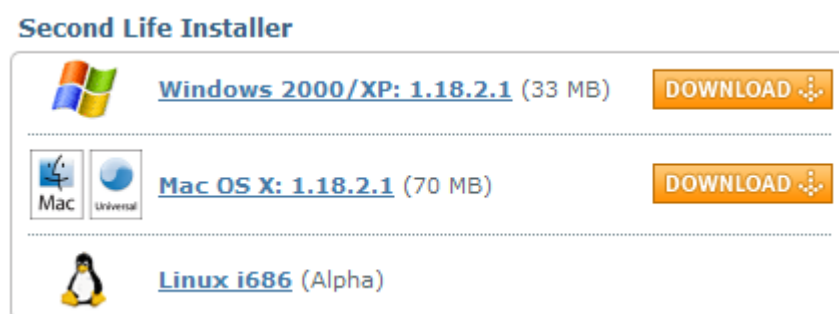 Second Life Installer
Windows 2000/XP: 1.18.2.1 (33 MB) DOWNLOAD
Mac Universal Mac OS X: 1.18.2.1 (70 MB) DOWNLOAD
Linux i686 (Alpha)